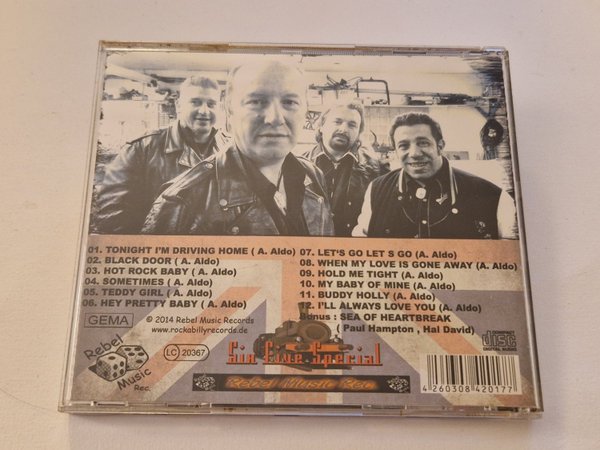 01. TONIGHT I'M DRIVING HOME ( A. Aldo)
02. BLACK DOOR ( A. Aldo)
03. HOT ROCK BABY ( A. Aldo)
04. SOMETIMES ( A. Aldo)
05. TEDDY GIRL ( A. Aldo)
06. HEY PRETTY BABY ( A. Aldo)
07. LET'S GO LET S GO (A. Aldo)
08. WHEN MY LOVE IS GONE AWAY (A. Aldo)
09. HOLD ME TIGHT (A. Aldo)
10. MY BABY OF MINE (A. Aldo)
11. BUDDY HOLLY (A. Aldo)
12. I'LL ALWAYS LOVE YOU (A. Aldo)
Bonus : SEA OF HEARTBREAK
( Paul Hampton , Hal David)
GEMA
© 2014 Rebel Music Records
www.rockabillyrecords.de
Rebel
Music
Rec.
LC 20367
Six Five Special
Rebel Music Rec.
COMPACT
disc
DIGITAL AUDIO
4 260308 420177